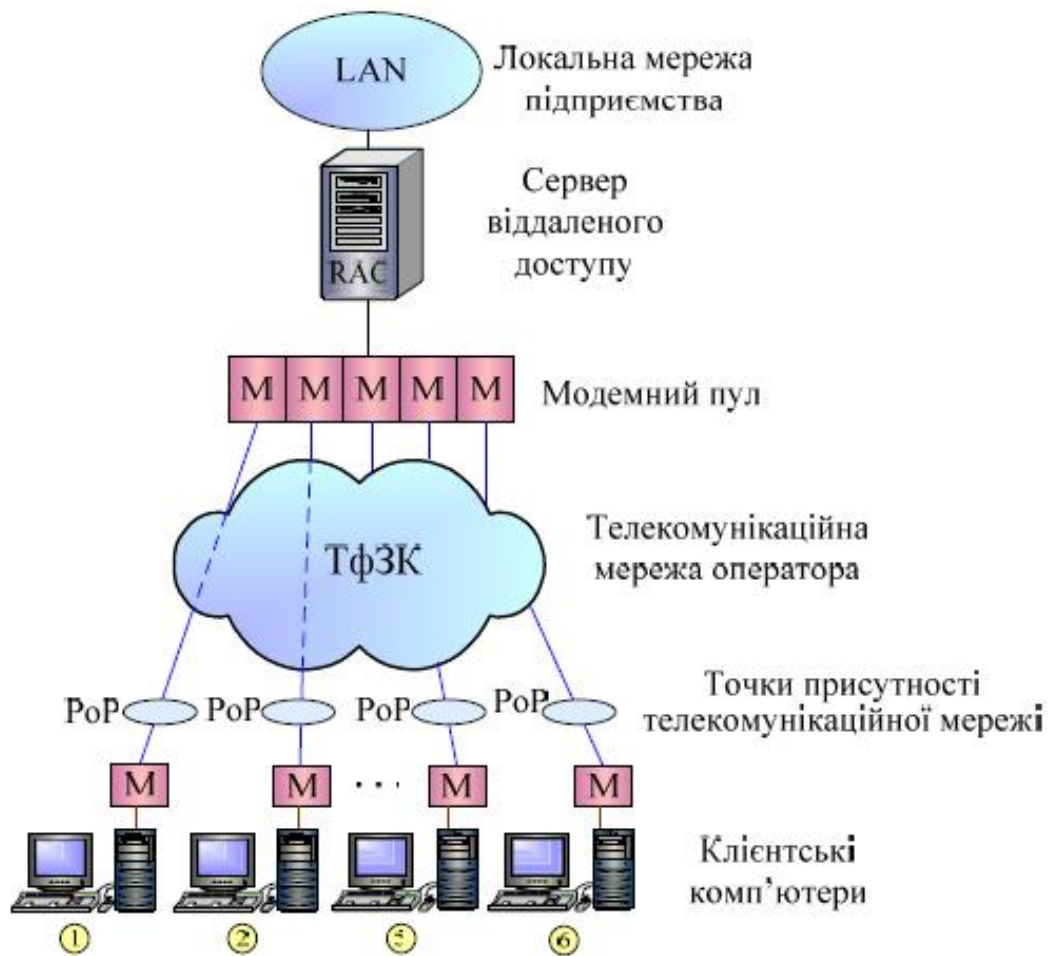 LAN
Локальна мережа
підприємства
Сервер
віддаленого
доступу
RAC
М М М М М
Модемний пул
ТфЗК
Телекомунікаційна
мережа оператора
PoP PoP PoP PoP
Точки присутності
телекомунікаційної мережі
М М ... М М
Клієнтські
комп’ютери
1 2 5 6